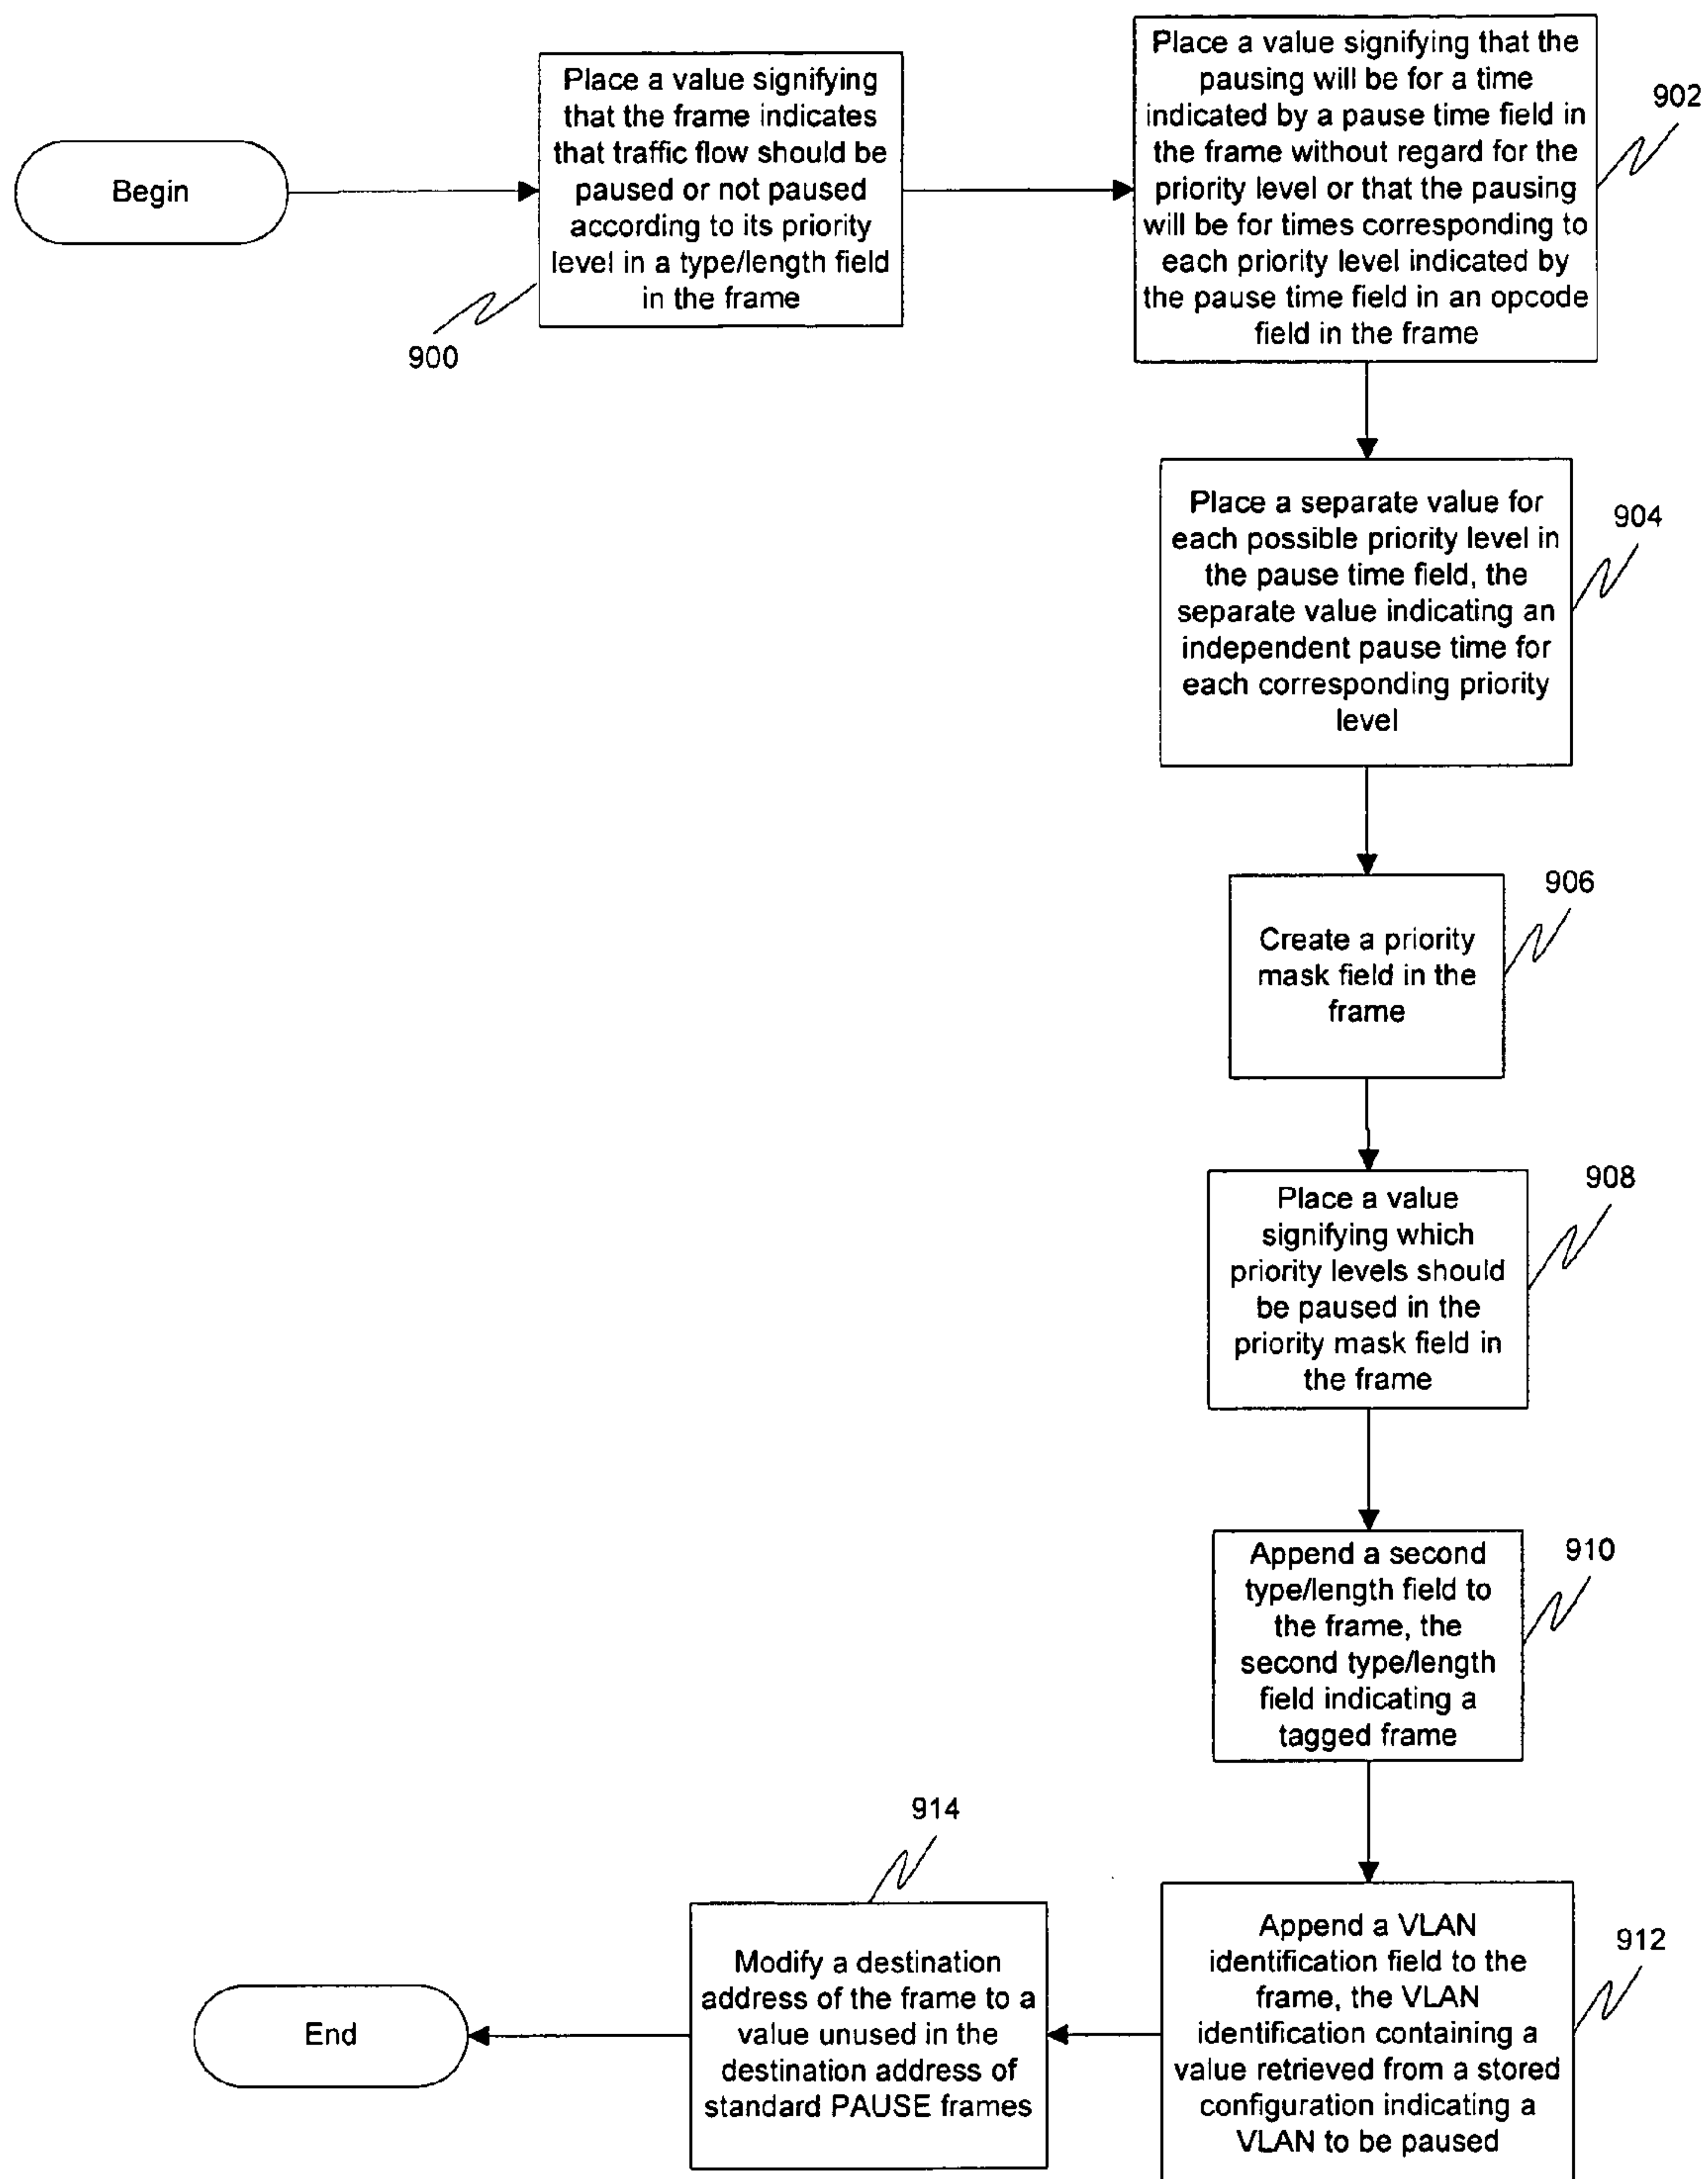 Begin
Place a value signifying
that the frame indicates
that traffic flow should be
paused or not paused
according to its priority
level in a type/length field
in the frame
900
Place a value signifying that the
pausing will be for a time
indicated by a pause time field in
the frame without regard for the
priority level or that the pausing
will be for times corresponding to
each priority level indicated by
the pause time field in an opcode
field in the frame
902
Place a separate value for
each possible priority level in
the pause time field, the
separate value indicating an
independent pause time for
each corresponding priority
level
904
Create a priority
mask field in the
frame
906
Place a value
signifying which
priority levels should
be paused in the
priority mask field in
the frame
908
Append a second
type/length field to
the frame, the
second type/length
field indicating a
tagged frame
910
Append a VLAN
identification field to the
frame, the VLAN
identification containing a
value retrieved from a stored
configuration indicating a
VLAN to be paused
912
914
Modify a destination
address of the frame to a
value unused in the
destination address of
standard PAUSE frames
End